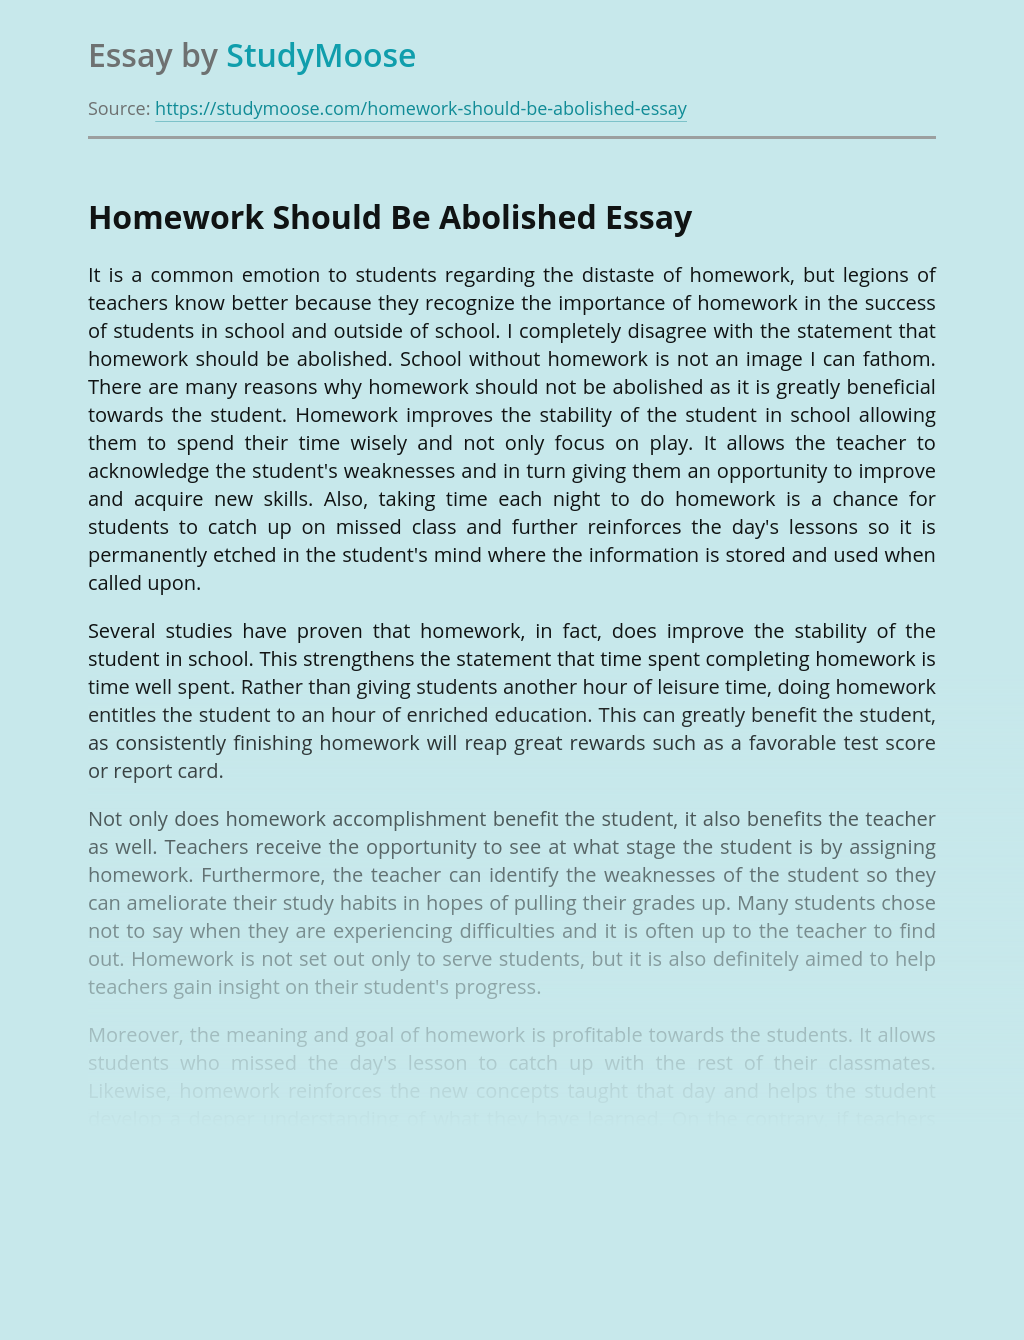 Essay by StudyMoose
Source: https://studymoose.com/homework-should-be-abolished-essay
Homework Should Be Abolished Essay
It is a common emotion to students regarding the distaste of homework, but legions of
teachers know better because they recognize the importance of homework in the success
of students in school and outside of school. I completely disagree with the statement that
homework should be abolished. School without homework is not an image I can fathom.
There are many reasons why homework should not be abolished as it is greatly beneficial
towards the student. Homework improves the stability of the student in school allowing
them to spend their time wisely and not only focus on play. It allows the teacher to
acknowledge the student's weaknesses and in turn giving them an opportunity to improve
and acquire new skills. Also, taking time each night to do homework is a chance for
students to catch up on missed class and further reinforces the day's lessons so it is
permanently etched in the student's mind where the information is stored and used when
called upon.
Several studies have proven that homework, in fact, does improve the stability of the
student in school. This strengthens the statement that time spent completing homework is
time well spent. Rather than giving students another hour of leisure time, doing homework
entitles the student to an hour of enriched education. This can greatly benefit the student,
as consistently finishing homework will reap great rewards such as a favorable test score
or report card.
Not only does homework accomplishment benefit the student, it also benefits the teacher
as well. Teachers receive the opportunity to see at what stage the student is by assigning
homework. Furthermore, the teacher can identify the weaknesses of the student so they
can ameliorate their study habits in hopes of pulling their grades up. Many students chose
not to say when they are experiencing difficulties and it is often up to the teacher to find
out. Homework is not set out only to serve students, but it is also definitely aimed to help
teachers gain insight on their student's progress.
Moreover, the meaning and goal of homework is profitable towards the students. It allows
students who missed the day's lesson to catch up with the rest of their classmates.
Likewise, homework reinforces the new concepts taught that day and helps the student
develop a deeper understanding of what they have learned. On the contrary, if teachers